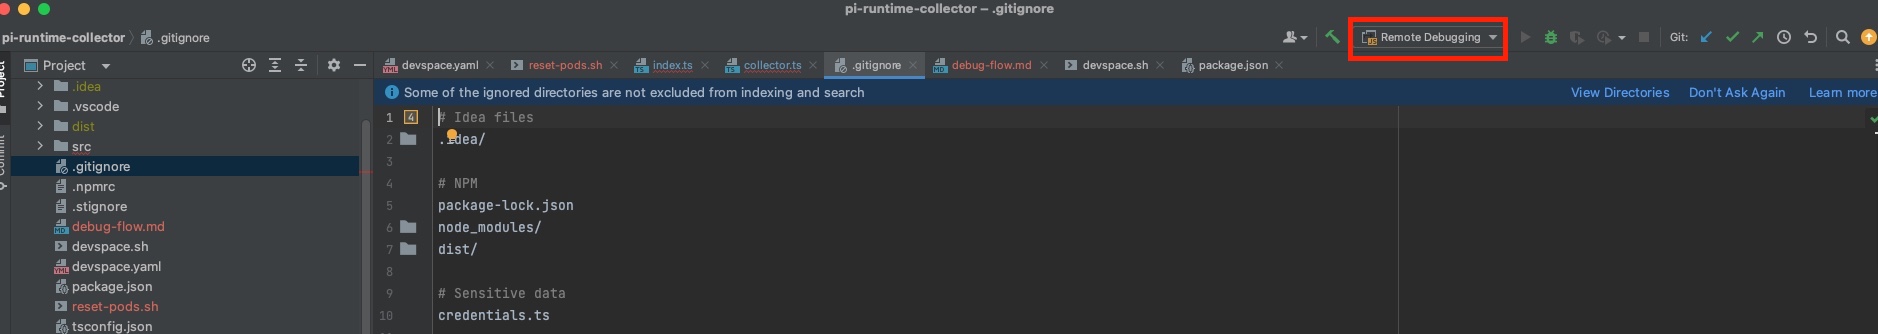 pi-runtime-collector – .gitignore
pi-runtime-collector .gitignore
Remote Debugging
Git:
Project
Project
devspace.yaml
reset-pods.sh
index.ts
collector.ts
.gitignore
debug-flow.md
devspace.sh
package.json
Some of the ignored directories are not excluded from indexing and search
View Directories
Don't Ask Again
Learn more
.idea
.vscode
dist
src
.gitignore
.npmrc
.stignore
debug-flow.md
devspace.sh
devspace.yaml
package.json
reset-pods.sh
tsconfig.json
Commit
1 4 # Idea files
2 .idea/
3
4 # NPM
5 package-lock.json
6 node_modules/
7 dist/
8
9 # Sensitive data
10 credentials.ts